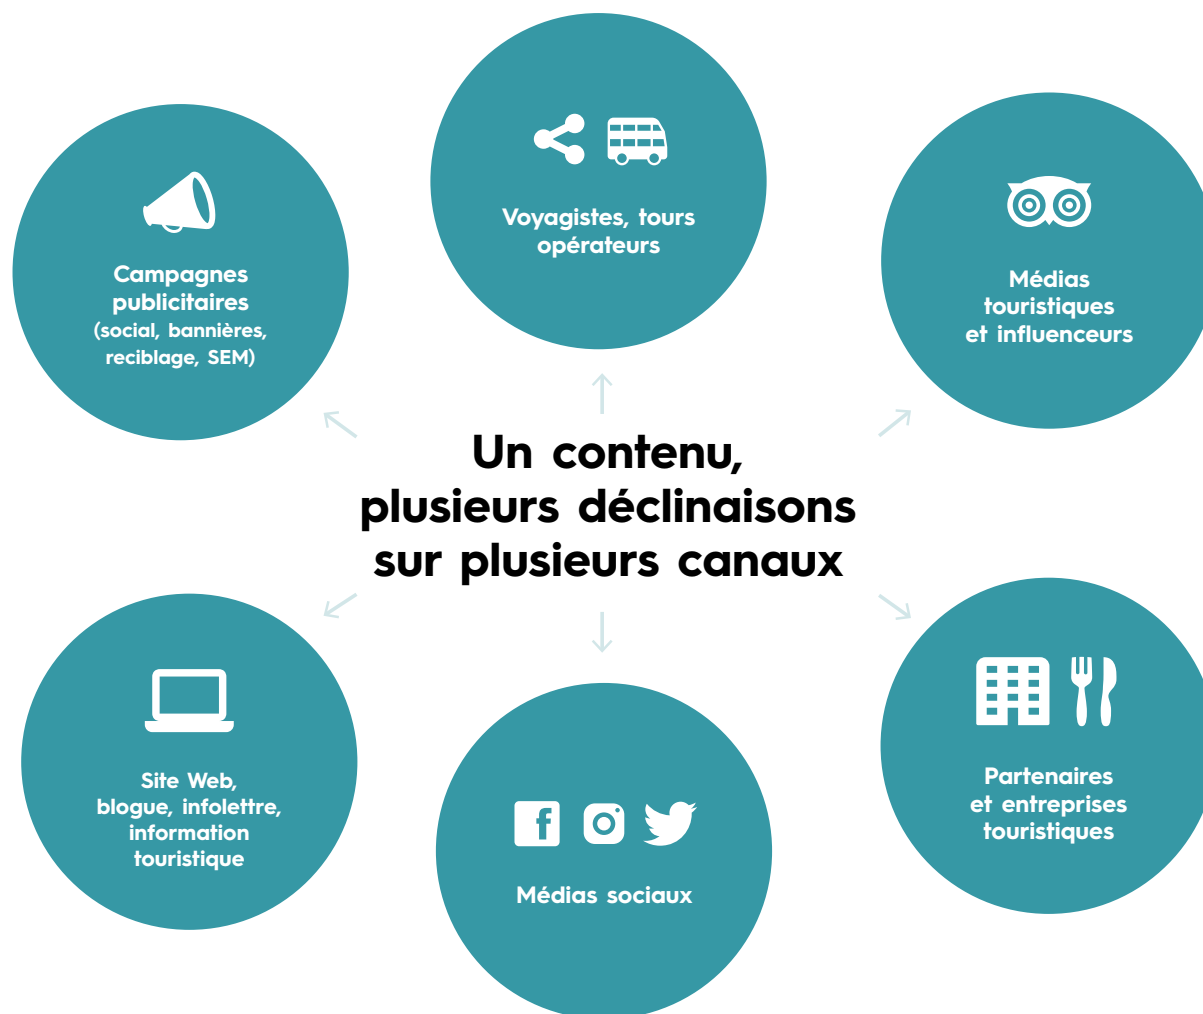 Voyagistes, tours
opérateurs
Campagnes
publicitaires
(social, bannières,
reciblage, SEM)
Médias
touristiques
et influenceurs
Un contenu,
plusieurs déclinaisons
sur plusieurs canaux
Site Web,
blogue, infolettre,
information
touristique
Médias sociaux
Partenaires
et entreprises
touristiques